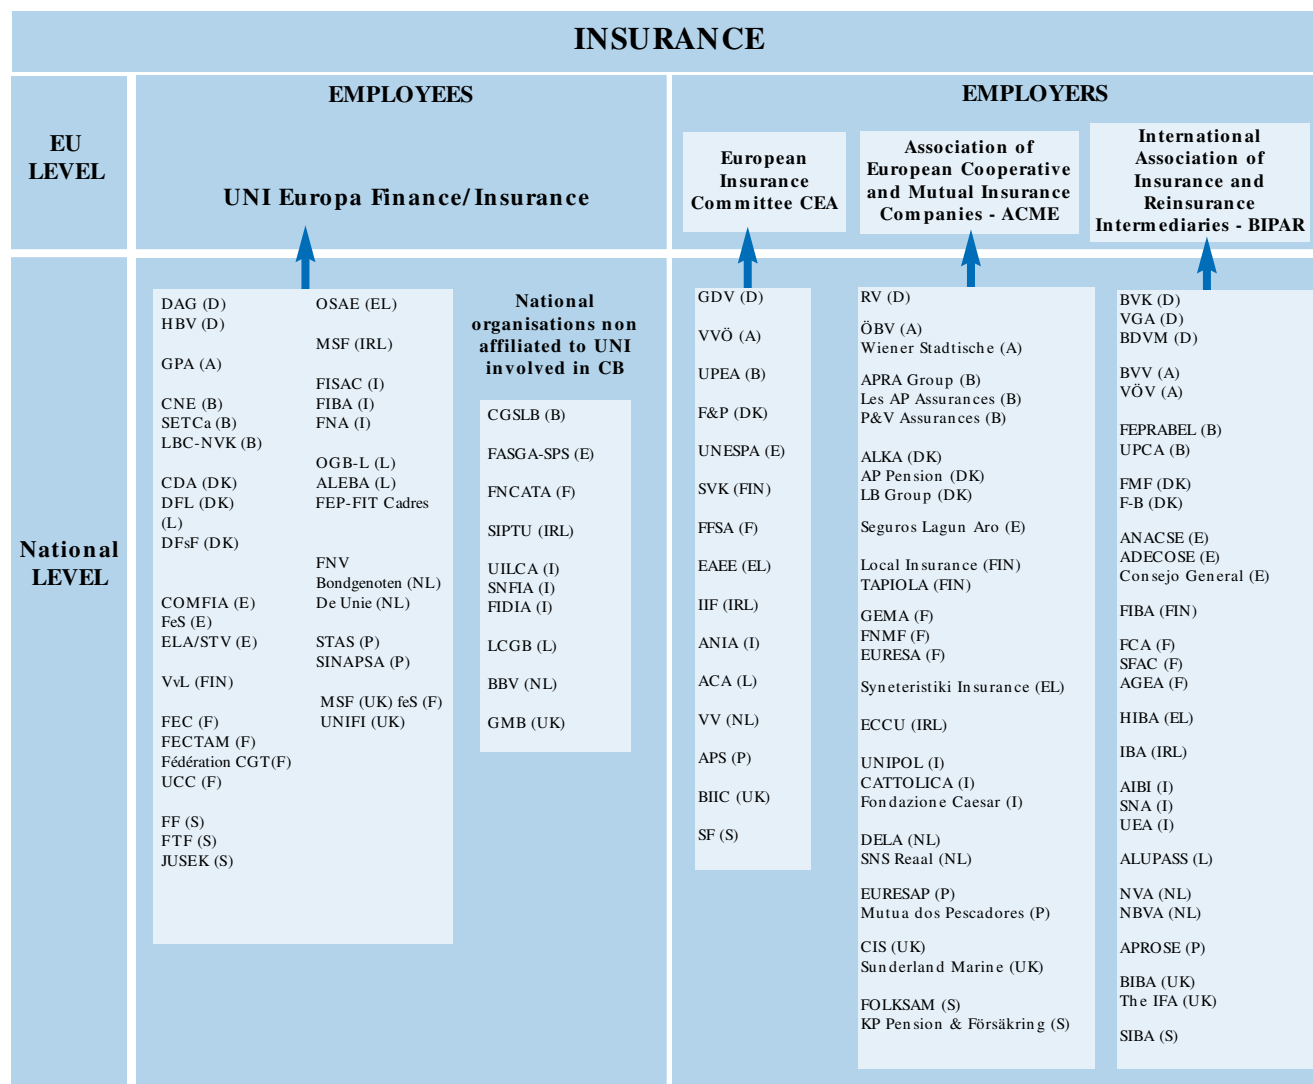 INSURANCE
EU
LEVEL
EMPLOYEES
UNI Europa Finance/Insurance
EMPLOYERS
European
Insurance
Committee CEA
Association of
European Cooperative
and Mutual Insurance
Companies - ACME
International
Association of
Insurance and
Reinsurance
Intermediaries - BIPAR
National
LEVEL
DAG (D)
HBV (D)
GPA (A)
CNE (B)
SETCa (B)
LBC-NVK (B)
CDA (DK)
DFL (DK)
(L)
DFsF (DK)
COMFIA (E)
FeS (E)
ELA/STV (E)
VvL (FIN)
FEC (F)
FECTAM (F)
Fédération CGT(F)
UCC (F)
FF (S)
FTF (S)
JUSEK (S)
OSAE (EL)
MSF (IRL)
FISAC (I)
FIBA (I)
FNA (I)
OGB-L (L)
ALEBA (L)
FEP-FIT Cadres
FNV
Bondgenoten (NL)
De Unie (NL)
STAS (P)
SINAPSA (P)
MSF (UK) feS (F)
UNIFI (UK)
National
organisations non
affiliated to UNI
involved in CB
CGSLB (B)
FASGA-SPS (E)
FNCATA (F)
SIPTU (IRL)
UILCA (I)
SNFIA (I)
FIDIA (I)
LCGB (L)
BBV (NL)
GMB (UK)
GDV (D)
VVÖ (A)
UPEA (B)
F&P (DK)
UNESPA (E)
SVK (FIN)
FFSA (F)
EAEE (EL)
IIF (IRL)
ANIA (I)
ACA (L)
VV (NL)
APS (P)
BIIC (UK)
SF (S)
RV (D)
ÖBV (A)
Wiener Stadtische (A)
APRA Group (B)
Les AP Assurances (B)
P&V Assurances (B)
ALKA (DK)
AP Pension (DK)
LB Group (DK)
Seguros Lagun Aro (E)
Local Insurance (FIN)
TAPIOLA (FIN)
GEMA (F)
FNMF (F)
EURESA (F)
Syneteristiki Insurance (EL)
ECCU (IRL)
UNIPOL (I)
CATTOLICA (I)
Fondazione Caesar (I)
DELA (NL)
SNS Reaal (NL)
EURESAP (P)
Mutua dos Pescadores (P)
CIS (UK)
Sunderland Marine (UK)
FOLKSAM (S)
KP Pension & Försäkring (S)
BVK (D)
VGA (D)
BDVM (D)
BVV (A)
VÖV (A)
FEPRABEL (B)
UPCA (B)
FMF (DK)
F-B (DK)
ANACSE (E)
ADECOSE (E)
Consejo General (E)
FIBA (FIN)
FCA (F)
SFAC (F)
AGEA (F)
HIBA (EL)
IBA (IRL)
AIBI (I)
SNA (I)
UEA (I)
ALUPASS (L)
NVA (NL)
NBVA (NL)
APROSE (P)
BIBA (UK)
The IFA (UK)
SIBA (S)